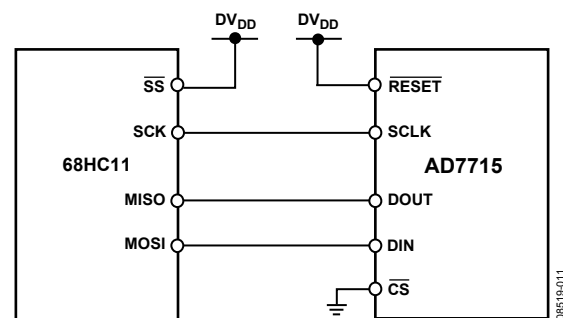 DVDD
DVDD
SS
RESET
SCK
SCLK
68HC11
AD7715
MISO
DOUT
MOSI
DIN
CS
08519-011